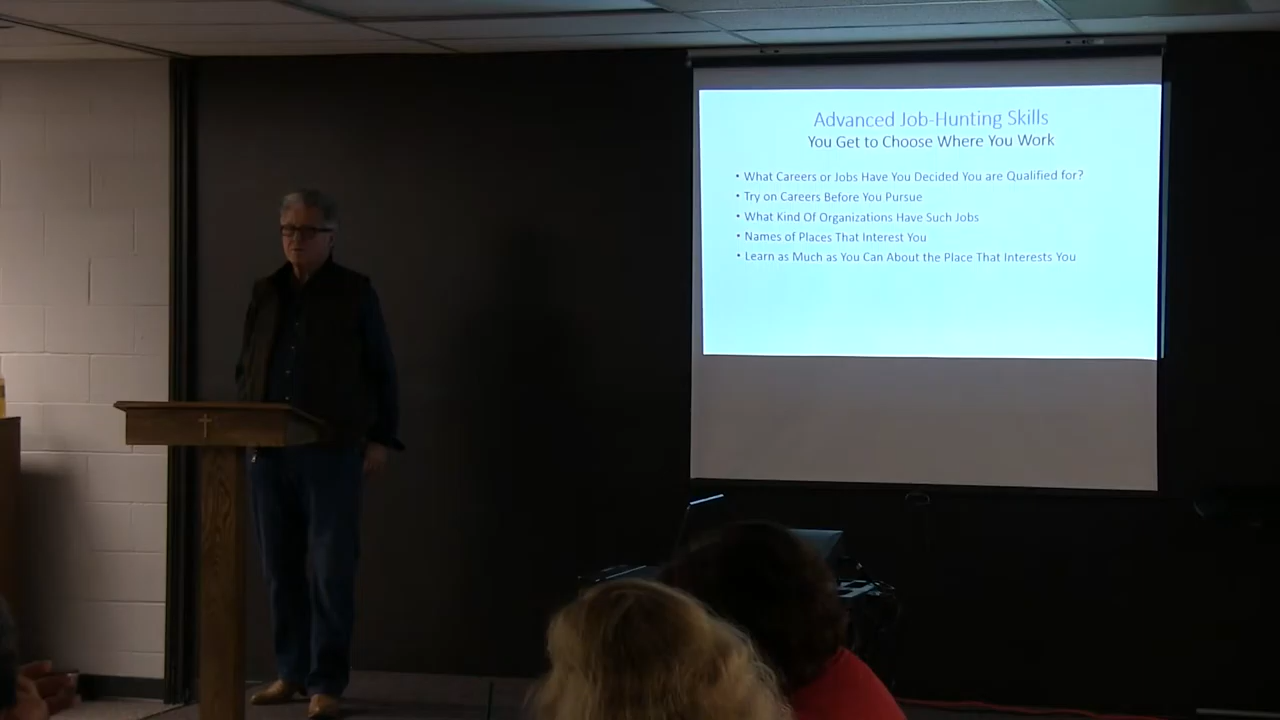 Advanced Job-Hunting Skills
You Get to Choose Where You Work
• What Careers or Jobs Have You Decided You are Qualified for?
• Try on Careers Before You Pursue
• What Kind Of Organizations Have Such Jobs
• Names of Places That Interest You
• Learn as Much as You Can About the Place That Interests You